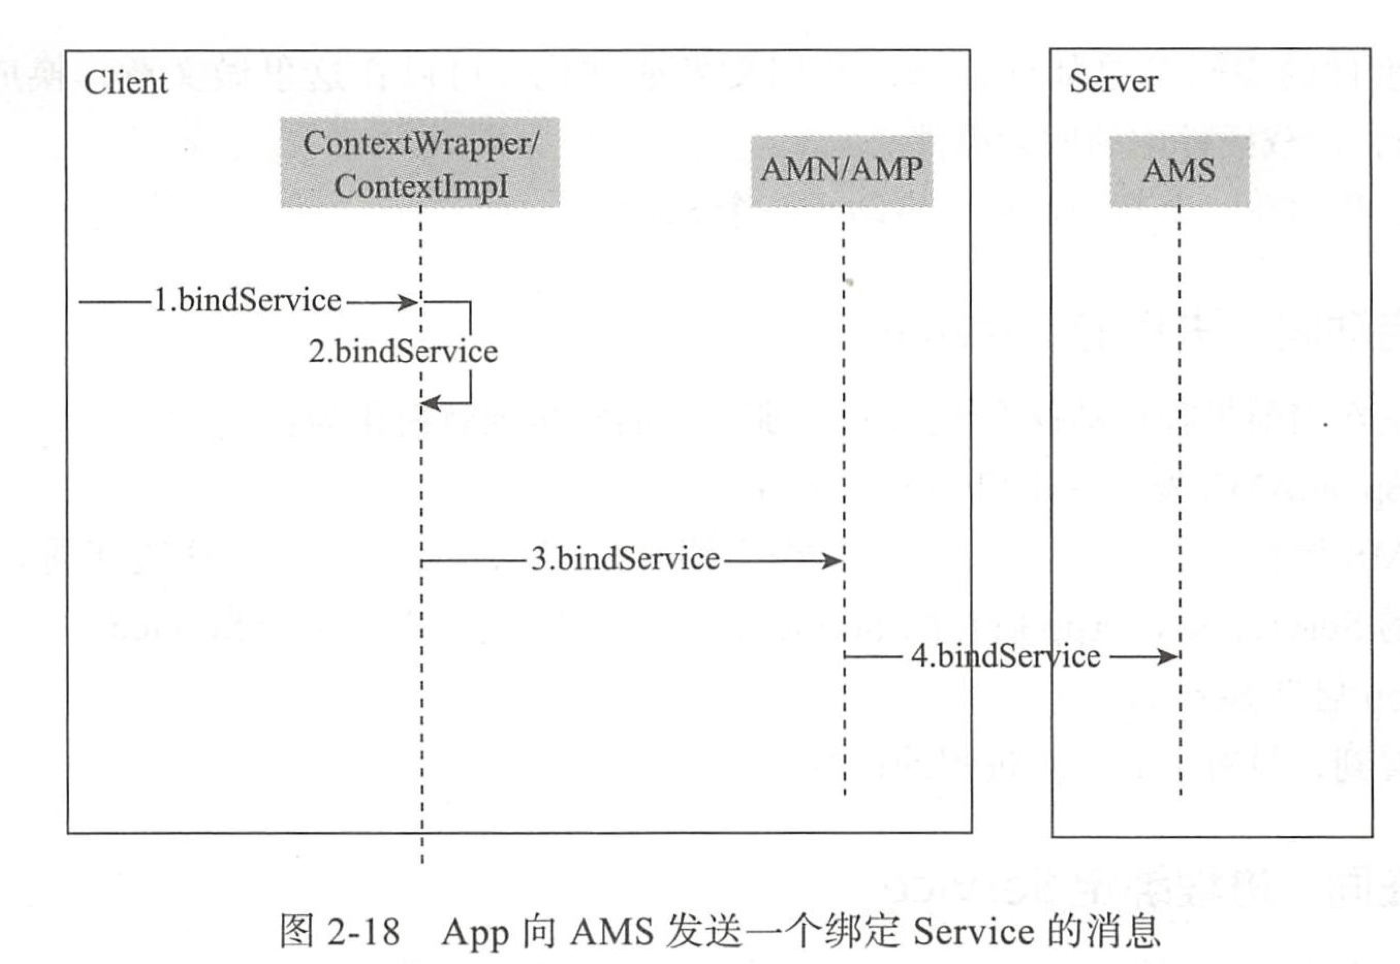 Client
Server
ContextWrapper/
ContextImpI
AMN/AMP
AMS
1.bindService
2.bindService
3.bindService
4.bindService
图 2-18 App 向 AMS 发送一个绑定 Service 的消息